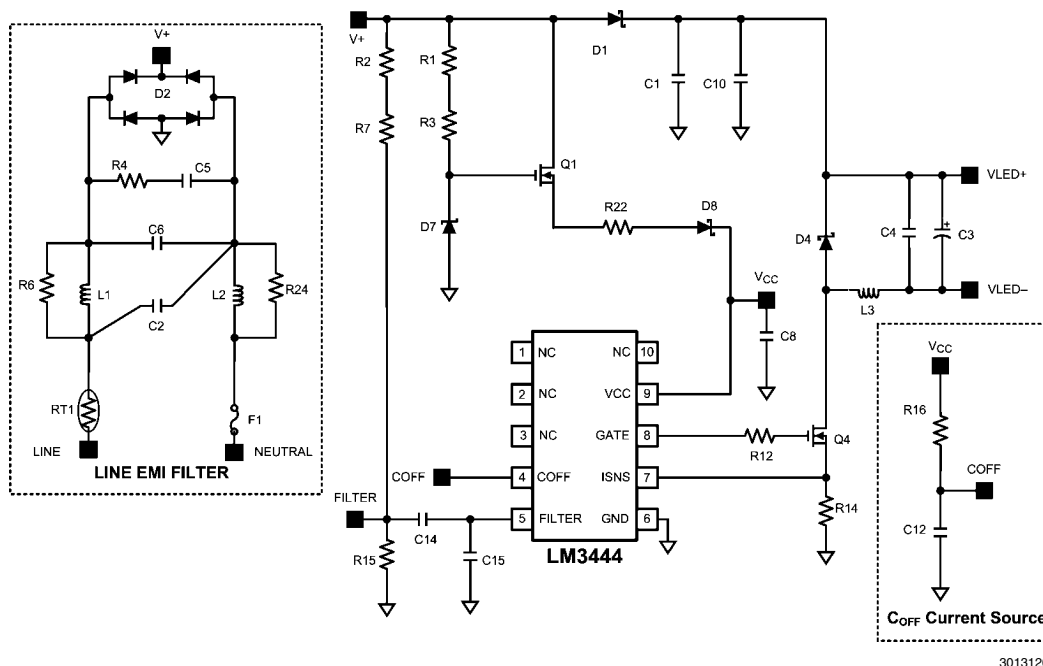 V+
D2
R4
C5
C6
R6
L1
L2
R24
C2
RT1
F1
LINE
NEUTRAL
LINE EMI FILTER
V+
R2
R1
R7
R3
D7
Q1
R22
D8
D1
C1
C10
D4
C4
C3
+
VLED+
VLED–
L3
VCC
C8
1 NC
NC 10
2 NC
VCC 9
3 NC
GATE 8
4 COFF
ISNS 7
5 FILTER
GND 6
LM3444
COFF
FILTER
C14
R15
C15
R12
Q4
R14
VCC
R16
COFF
C12
COFF Current Source
3013120